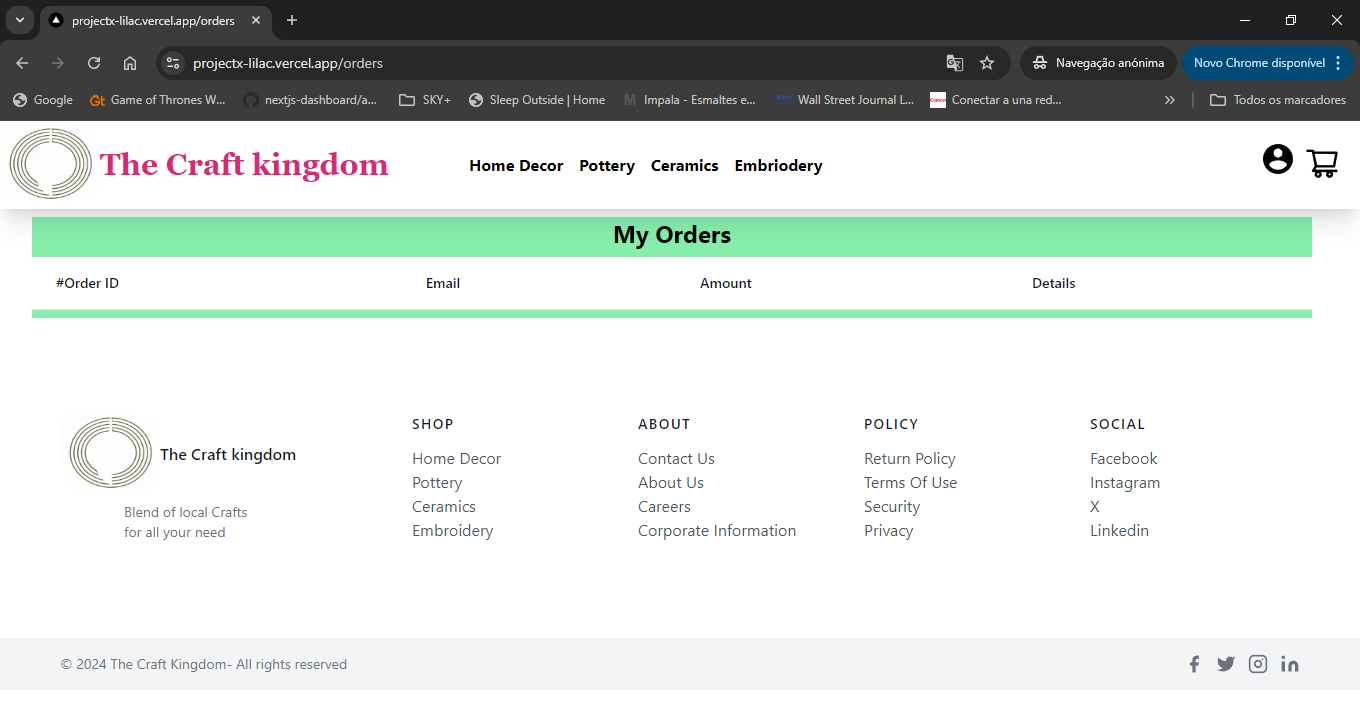 projectx-lilac.vercel.app/orders
projectx-lilac.vercel.app/orders
Navegação anónima
Novo Chrome disponível
Google
Game of Thrones W...
nextjs-dashboard/a...
SKY+
Sleep Outside | Home
Impala - Esmaltes e...
Wall Street Journal L...
Conectar a una red...
Todos os marcadores
The Craft kingdom
Home Decor Pottery Ceramics Embriodery
My Orders
#Order ID Email Amount Details
The Craft kingdom
Blend of local Crafts
for all your need
SHOP
Home Decor
Pottery
Ceramics
Embroidery
ABOUT
Contact Us
About Us
Careers
Corporate Information
POLICY
Return Policy
Terms Of Use
Security
Privacy
SOCIAL
Facebook
Instagram
X
Linkedin
© 2024 The Craft Kingdom- All rights reserved